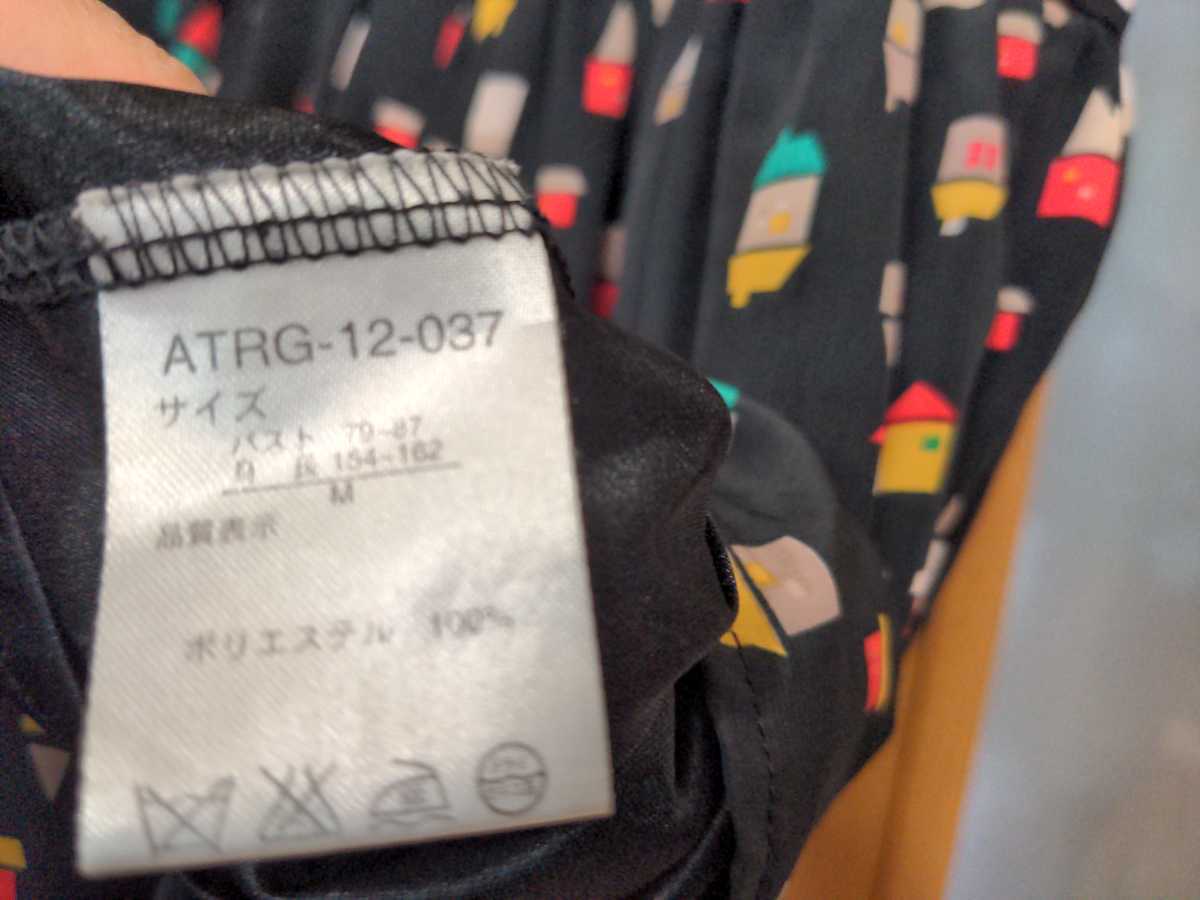 ATRG-12-037
サイズ
バスト 79~87
身 長 154~162
M
品質表示
ポリエステル 100%